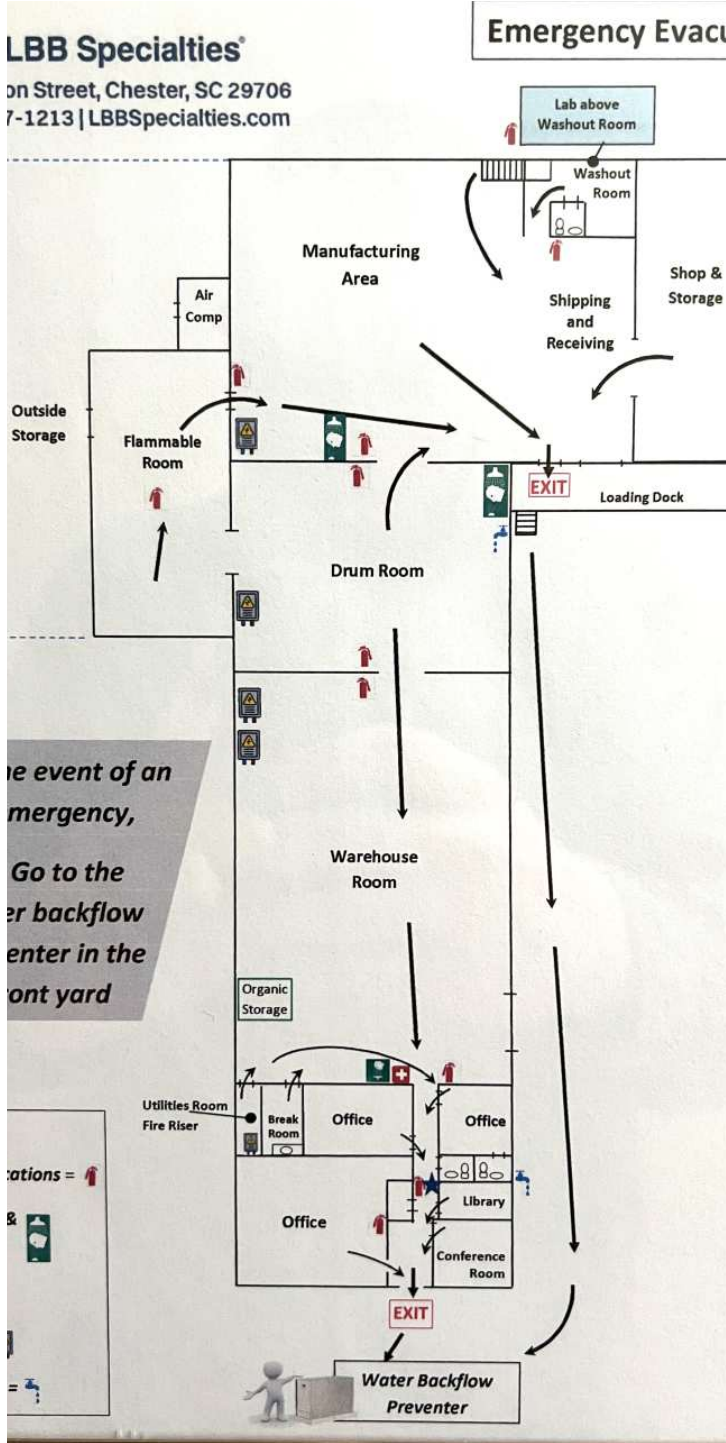 LBB Specialties®
on Street, Chester, SC 29706
7-1213 | LBBSpecialties.com
Emergency Evacu
Lab above
Washout Room
Washout
Room
Manufacturing
Area
Shop &
Storage
Air
Comp
Shipping
and
Receiving
Outside
Storage
Flammable
Room
EXIT
Loading Dock
Drum Room
he event of an
mergency,
Go to the
er backflow
enter in the
ront yard
Warehouse
Room
Organic
Storage
Utilities Room
Fire Riser
Break
Room
Office
Office
cations =
&
Library
Office
Conference
Room
EXIT
=
Water Backflow
Preventer